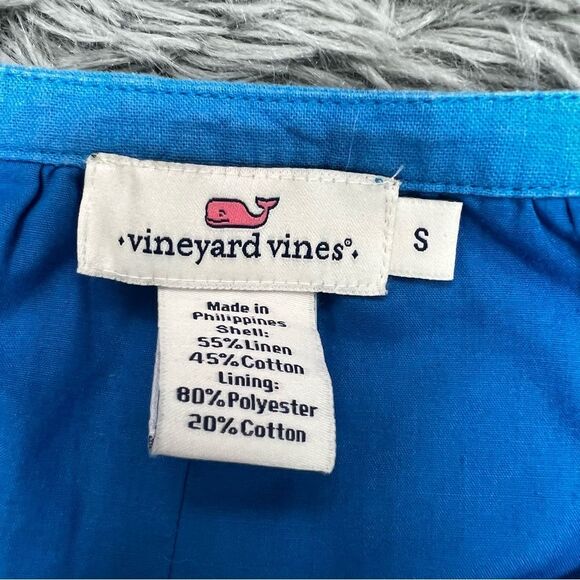 ·vineyard vines®·
S
Made in
Philippines
Shell:
55%Linen
45%Cotton
Lining:
80%Polyester
20%Cotton